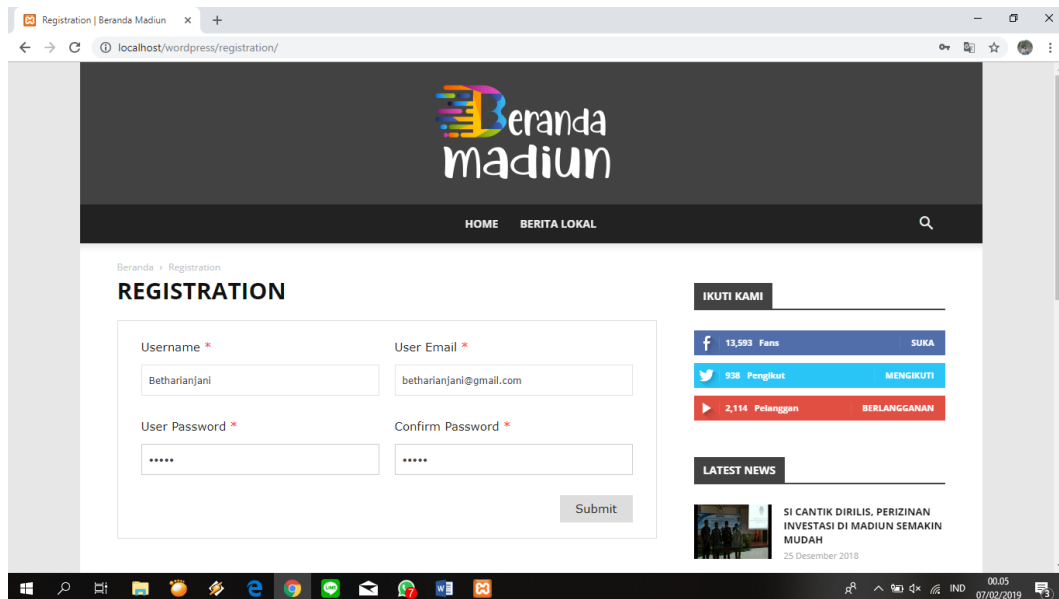 Registration | Beranda Madiun
localhost/wordpress/registration/
Beranda
madiun
HOME BERITA LOKAL
Beranda › Registration
REGISTRATION
Username * User Email *
Betharianjani betharianjani@gmail.com
User Password * Confirm Password *
Submit
IKUTI KAMI
13,593 Fans SUKA
938 Pengikut MENGIKUTI
2,114 Pelanggan BERLANGGANAN
LATEST NEWS
SI CANTIK DIRILIS, PERIZINAN
INVESTASI DI MADIUN SEMAKIN
MUDAH
25 Desember 2018
IND 00.05
07/02/2019